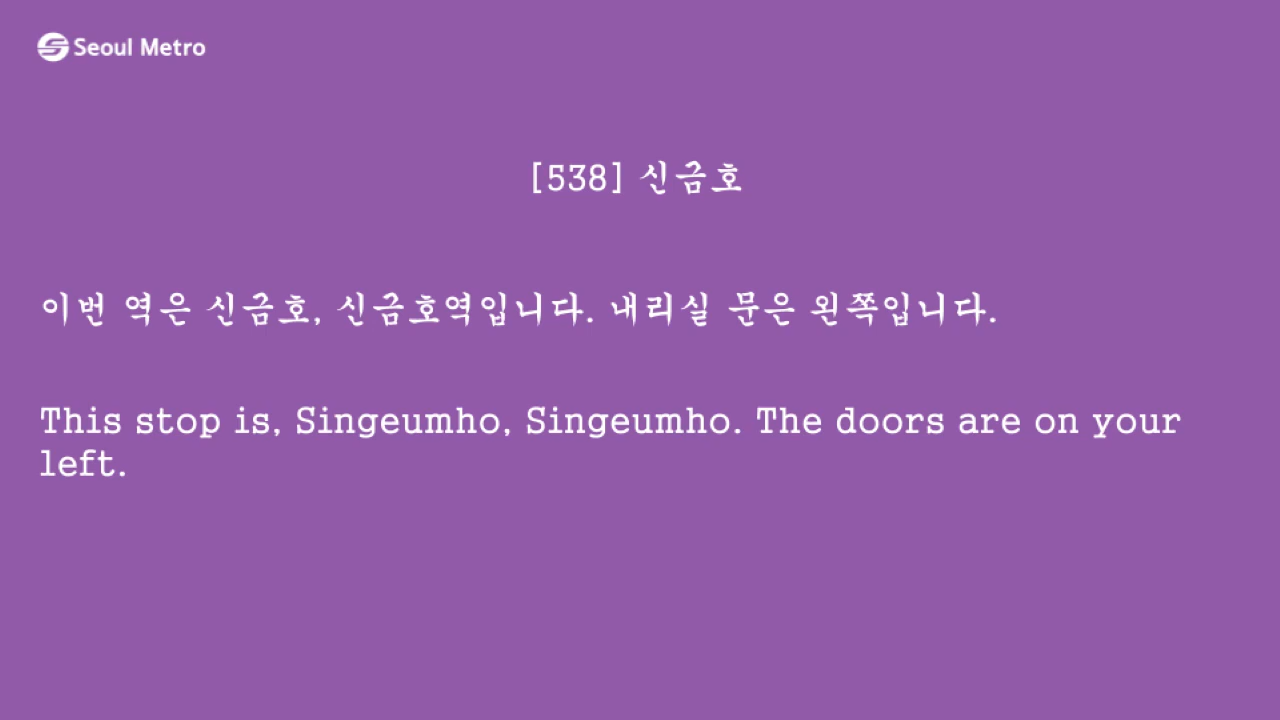 Seoul Metro
[538] 신금호
이번 역은 신금호, 신금호역입니다. 내리실 문은 왼쪽입니다.
This stop is, Singeumho, Singeumho. The doors are on your
left.